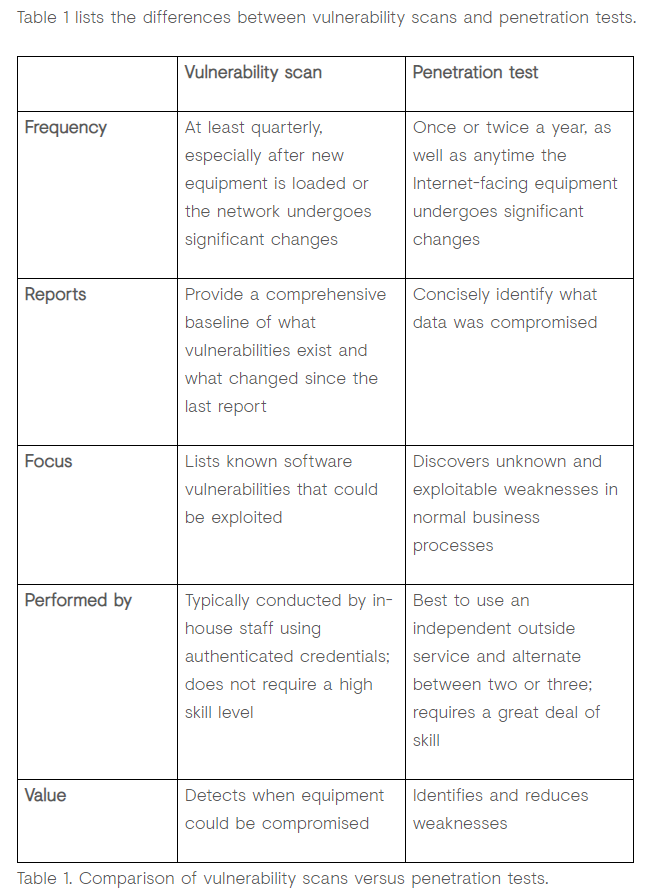 Table 1 lists the differences between vulnerability scans and penetration tests.
Vulnerability scan
Penetration test
Frequency
At least quarterly,
especially after new
equipment is loaded or
the network undergoes
significant changes
Once or twice a year, as
well as anytime the
Internet-facing equipment
undergoes significant
changes
Reports
Provide a comprehensive
baseline of what
vulnerabilities exist and
what changed since the
last report
Concisely identify what
data was compromised
Focus
Lists known software
vulnerabilities that could
be exploited
Discovers unknown and
exploitable weaknesses in
normal business
processes
Performed by
Typically conducted by in-
house staff using
authenticated credentials;
does not require a high
skill level
Best to use an
independent outside
service and alternate
between two or three;
requires a great deal of
skill
Value
Detects when equipment
could be compromised
Identifies and reduces
weaknesses
Table 1. Comparison of vulnerability scans versus penetration tests.